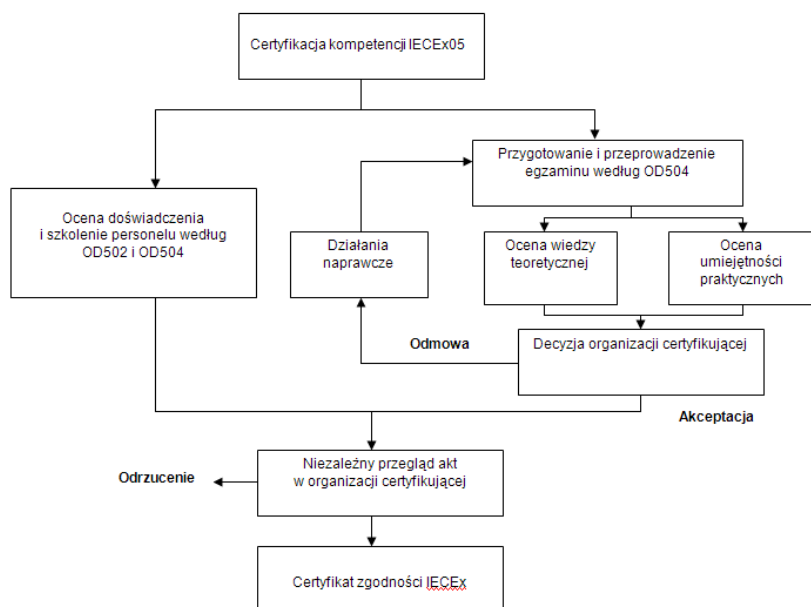 Certyfikacja kompetencji IECEx05
Przygotowanie i przeprowadzenie
egzaminu według OD504
Ocena doświadczenia
i szkolenie personelu według
OD502 i OD504
Działania
naprawcze
Ocena wiedzy
teoretycznej
Ocena
umiejętności
praktycznych
Odmowa
Decyzja organizacji certyfikującej
Akceptacja
Odrzucenie
Niezależny przegląd akt
w organizacji certyfikującej
Certyfikat zgodności IECEx